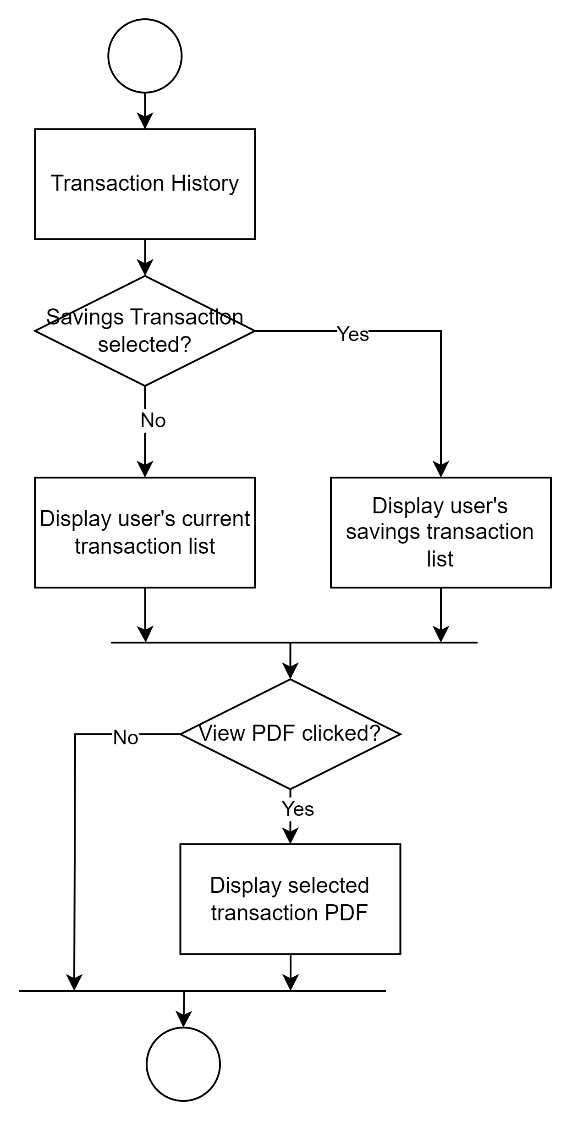 Transaction History
Savings Transaction
selected?
Yes
No
Display user's current
transaction list
Display user's
savings transaction
list
View PDF clicked?
No
Yes
Display selected
transaction PDF